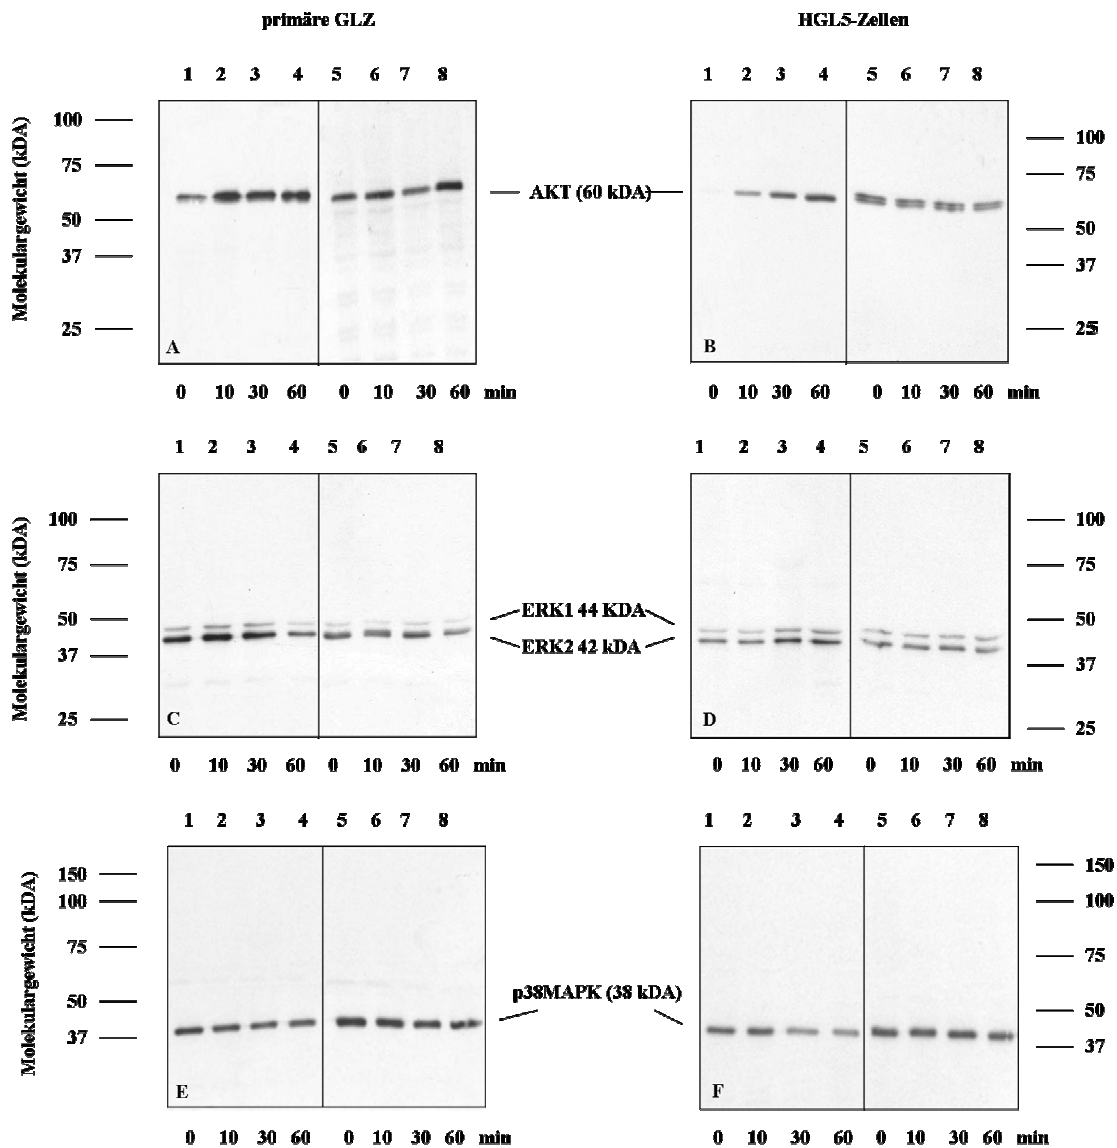 primäre GLZ HGL5-Zellen
1 2 3 4 5 6 7 8 1 2 3 4 5 6 7 8
Molekulargewicht (kDA)
100 100
75 75
AKT (60 kDA)
50 50
37 37
25 25
A B
0 10 30 60 0 10 30 60 min 0 10 30 60 0 10 30 60 min
1 2 3 4 5 6 7 8 1 2 3 4 5 6 7 8
Molekulargewicht (kDA)
100 100
75 75
50 ERK1 44 KDA 50
37 ERK2 42 kDA 37
25 25
C D
0 10 30 60 0 10 30 60 min 0 10 30 60 0 10 30 60 min
1 2 3 4 5 6 7 8 1 2 3 4 5 6 7 8
Molekulargewicht (kDA)
150 150
100 100
75 75
p38MAPK (38 kDA)
50 50
37 37
E F
0 10 30 60 0 10 30 60 min 0 10 30 60 0 10 30 60 min